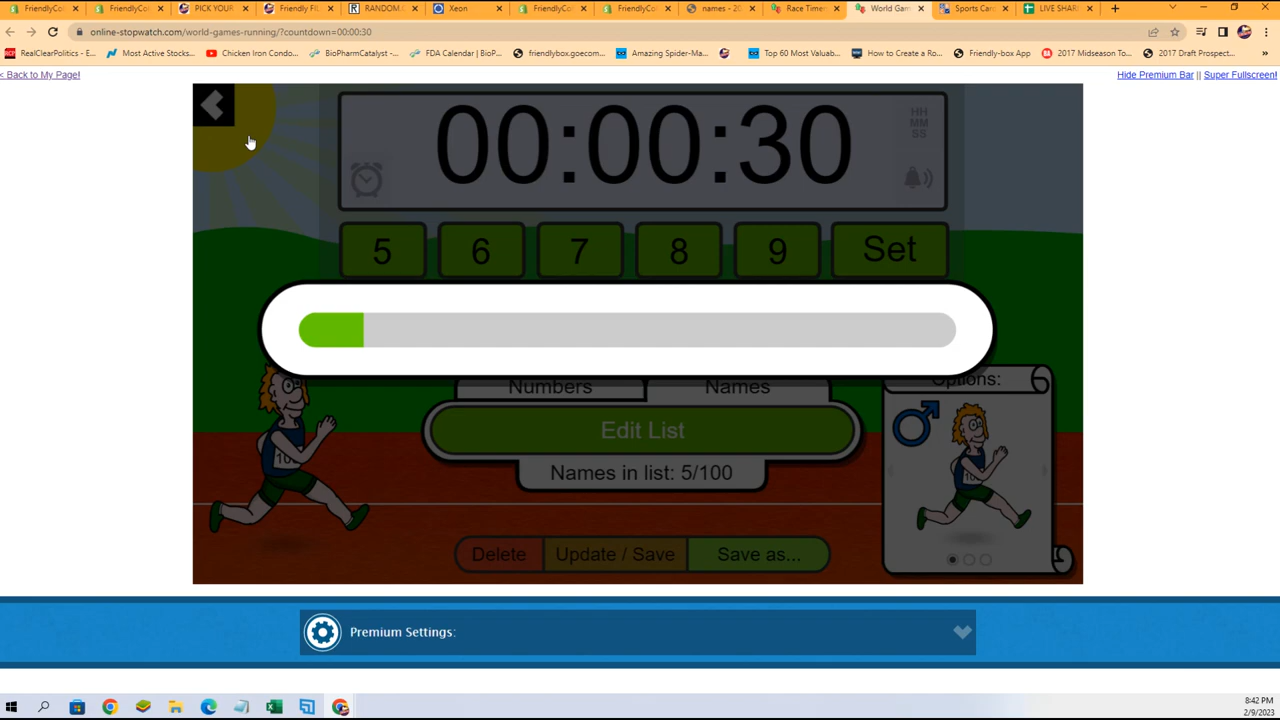 FriendlyCo
FriendlyCo
PICK YOUR
Friendly FI
RANDOM.
Xeon
FriendlyCo
FriendlyCo
names - 20
Race Timer
World Gam
Sports Car
LIVE SHAR
online-stopwatch.com/world-games-running/?countdown=00:00:30
RealClearPolitics - E...
Most Active Stocks...
Chicken Iron Condo...
BioPharmCatalyst -...
FDA Calendar | BioP...
friendlybox.goecom...
Amazing Spider-Ma...
Top 60 Most Valuab...
How to Create a Ro...
Friendly-box App
2017 Midseason To...
2017 Draft Prospect...
< Back to My Page!
Hide Premium Bar || Super Fullscreen!
00:00:30
HH
MM
SS
5 6 7 8 9 Set
Numbers Names
Options:
Edit List
Names in list: 5/100
Delete Update / Save Save as...
Premium Settings:
8:42 PM
2/9/2023